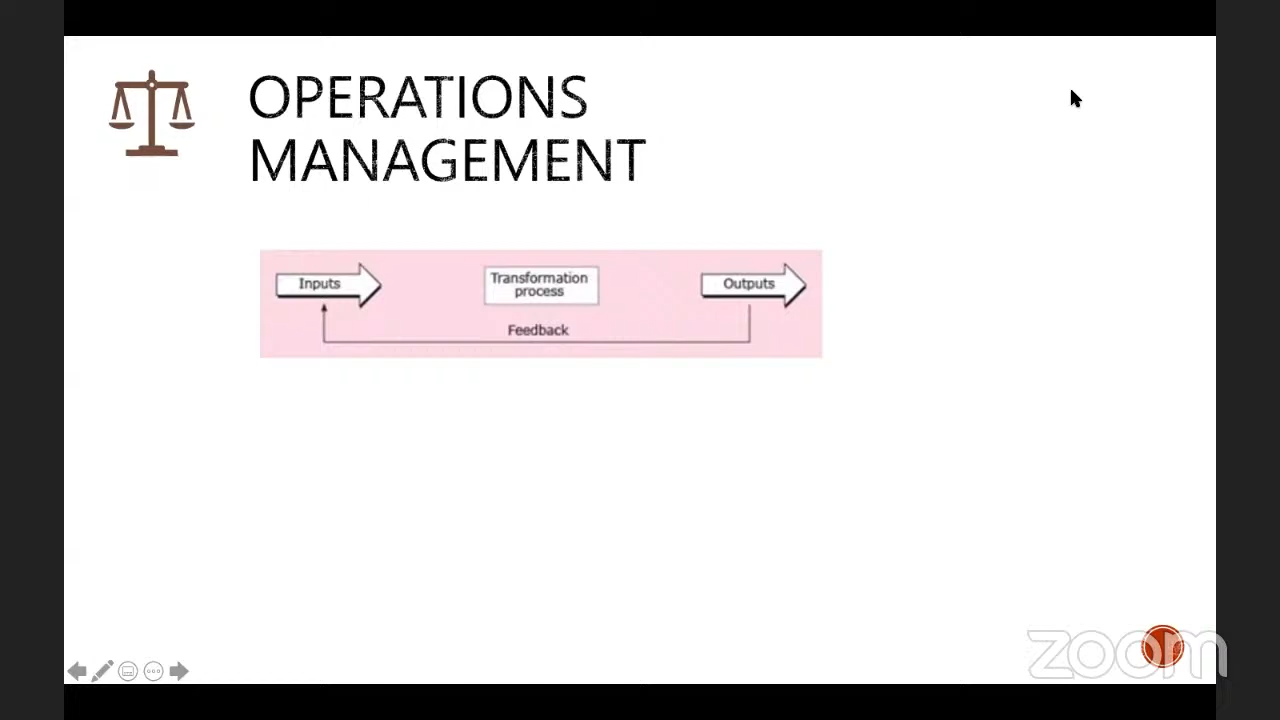 OPERATIONS
MANAGEMENT
Inputs
Transformation
process
Outputs
Feedback
zoom